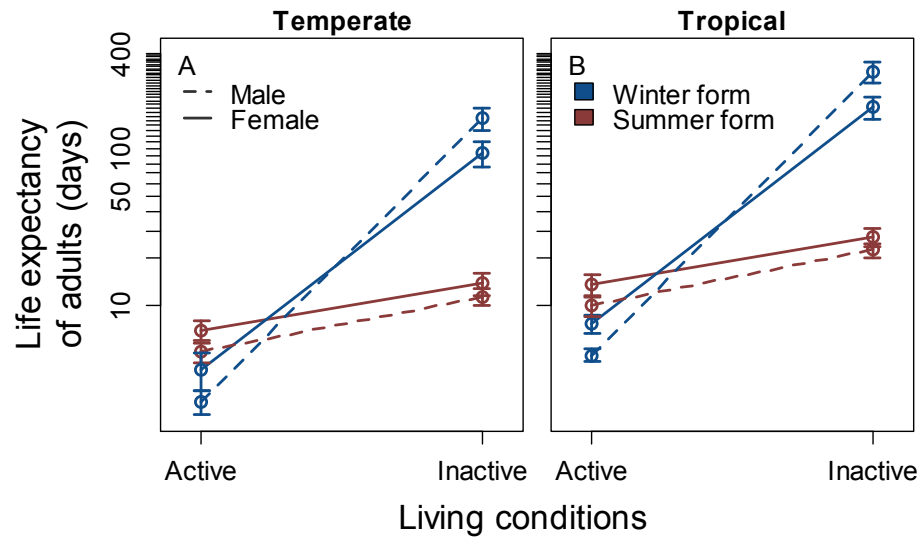 Temperate
Tropical
Life expectancy
of adults (days)
400
100
50
10
A
Male
Female
B
Winter form
Summer form
Active
Inactive
Active
Inactive
Living conditions